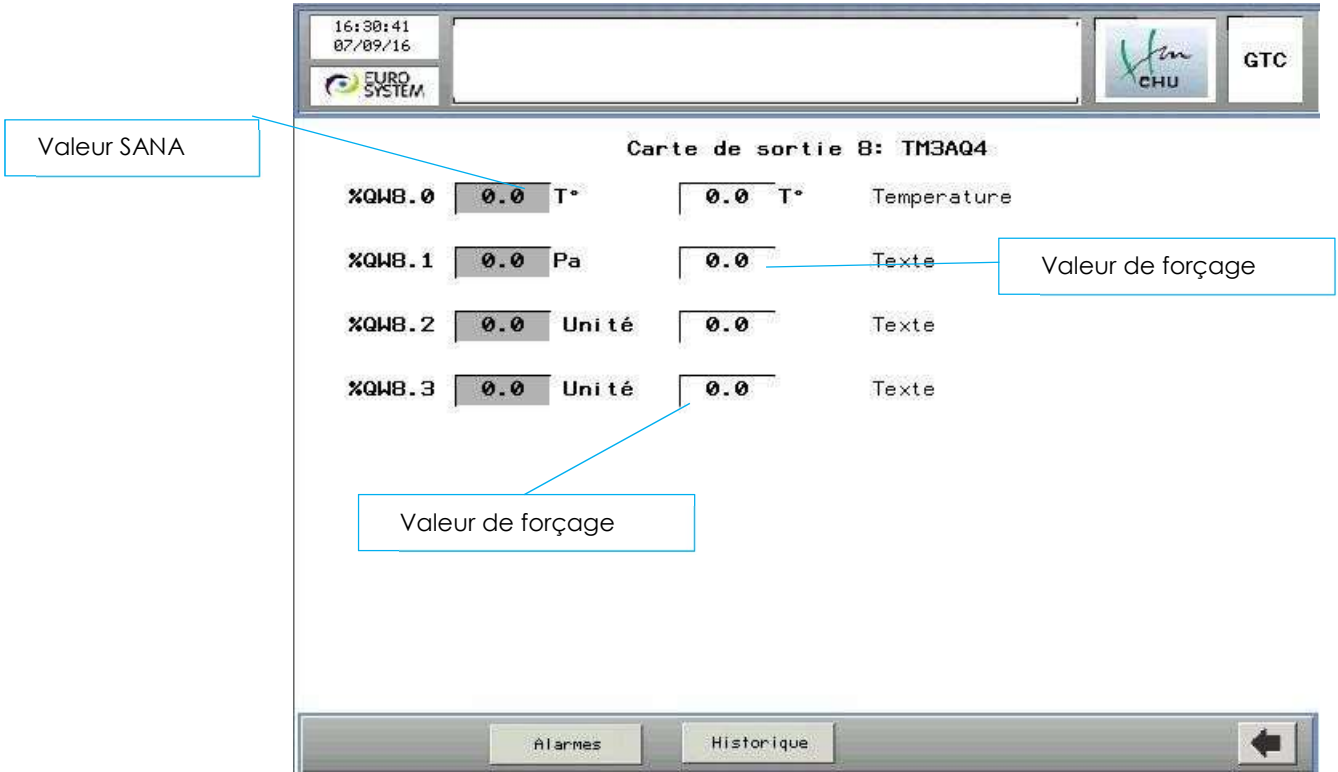 16:30:41
07/09/16
EURO
SYSTEM
CHU
GTC
Valeur SANA
Carte de sortie 8: TM3AQ4
%QW8.0 0.0 T° 0.0 T° Temperature
%QW8.1 0.0 Pa 0.0 Texte
Valeur de forçage
%QW8.2 0.0 Unité 0.0 Texte
%QW8.3 0.0 Unité 0.0 Texte
Valeur de forçage
Alarmes Historique